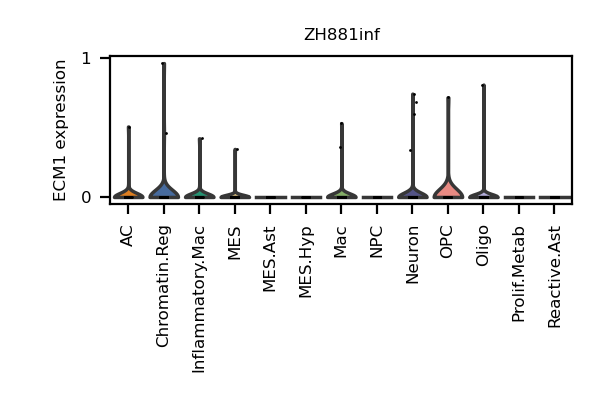 ZH881inf
ECM1 expression
1
0
AC
Chromatin.Reg
Inflammatory.Mac
MES
MES.Ast
MES.Hyp
Mac
NPC
Neuron
OPC
Oligo
Prolif.Metab
Reactive.Ast